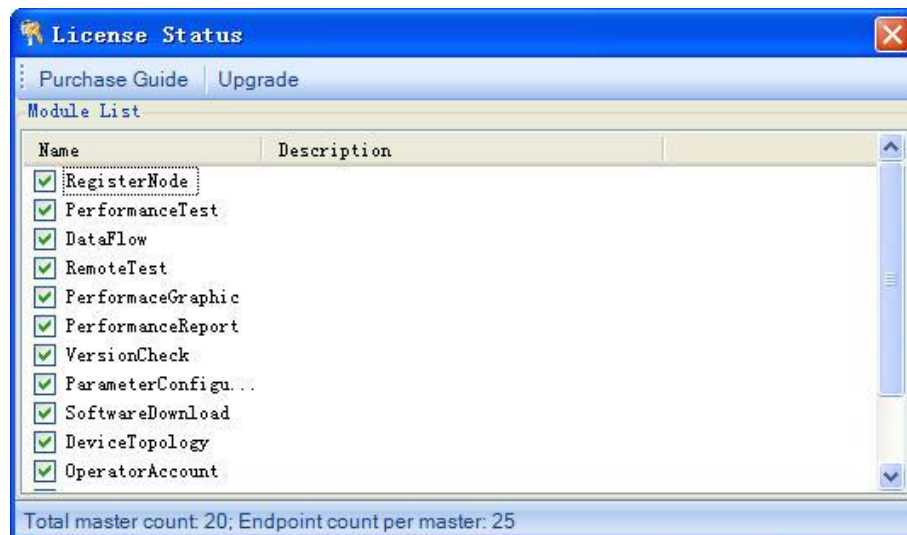 License Status
Purchase Guide Upgrade
Module List
Name Description
RegisterNode
PerformanceTest
DataFlow
RemoteTest
PerformaceGraphic
PerformanceReport
VersionCheck
ParameterConfigu...
SoftwareDownload
DeviceTopology
OperatorAccount
Total master count: 20; Endpoint count per master: 25